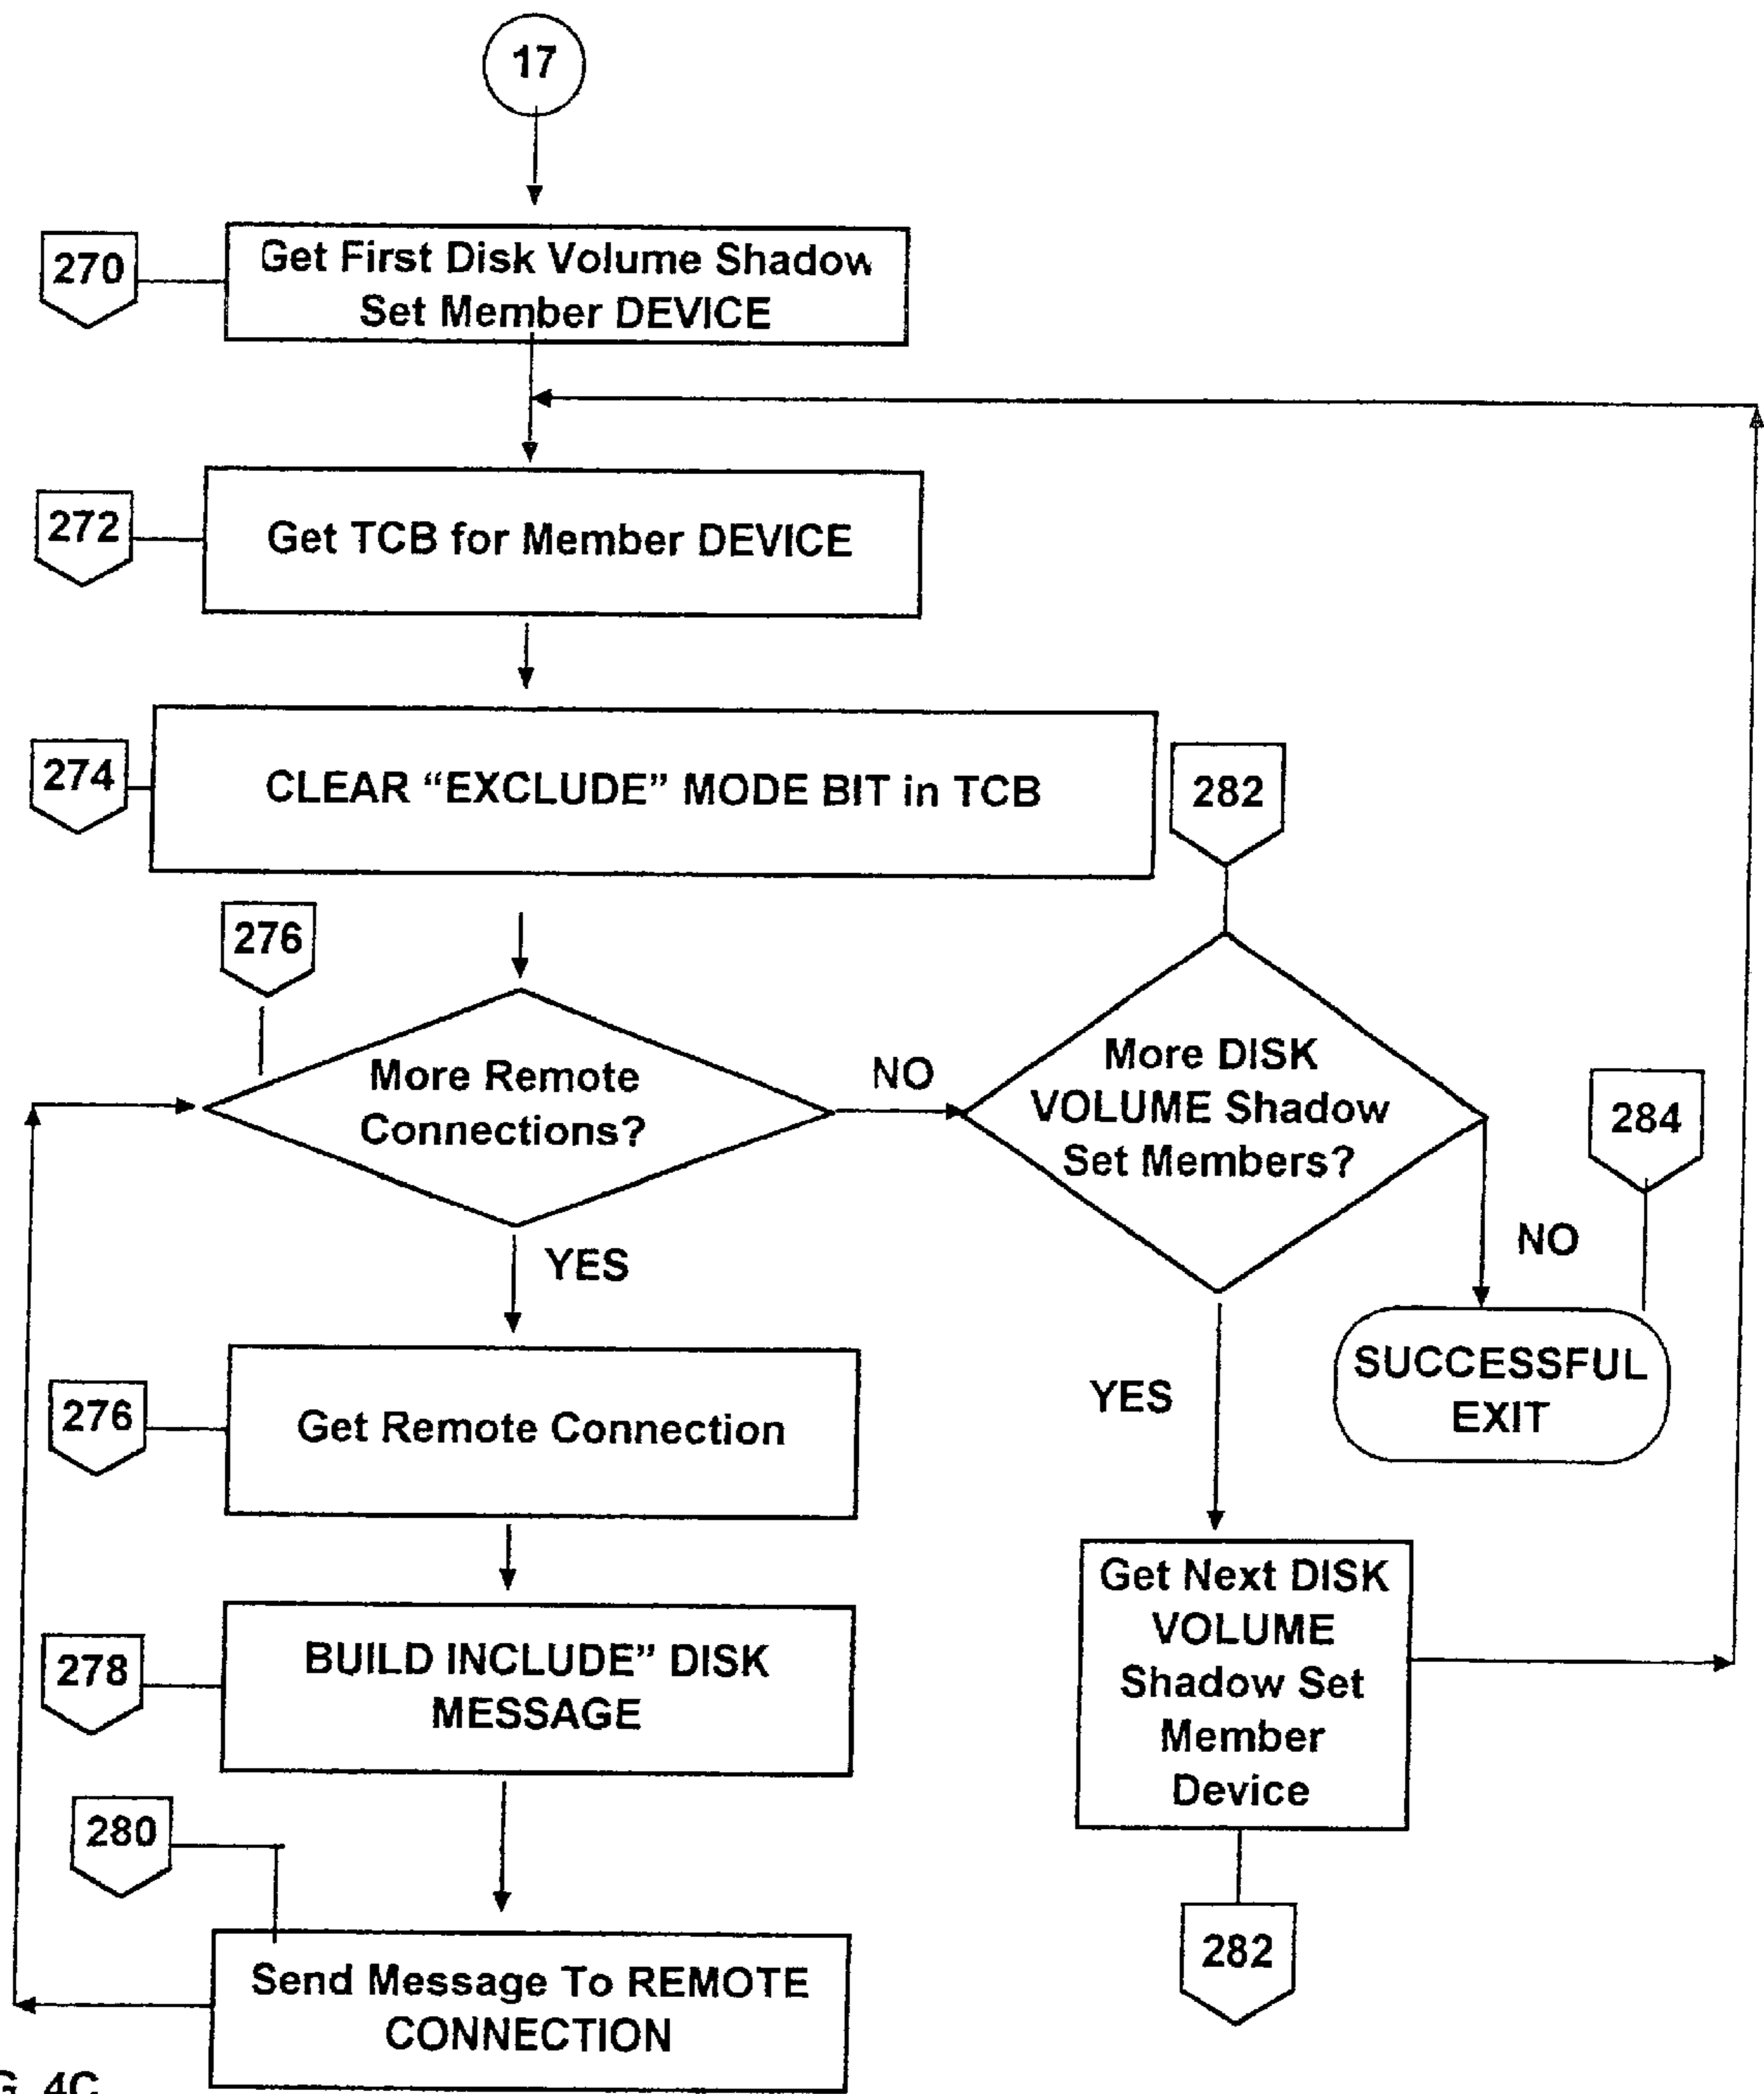 17
270
Get First Disk Volume Shadow
Set Member DEVICE
272
Get TCB for Member DEVICE
274
CLEAR “EXCLUDE” MODE BIT in TCB
282
276
More Remote
Connections?
NO
More DISK
VOLUME Shadow
Set Members?
284
YES
NO
SUCCESSFUL
EXIT
276
Get Remote Connection
YES
Get Next DISK
VOLUME
Shadow Set
Member
Device
278
BUILD INCLUDE” DISK
MESSAGE
280
282
Send Message To REMOTE
CONNECTION
G. 4C